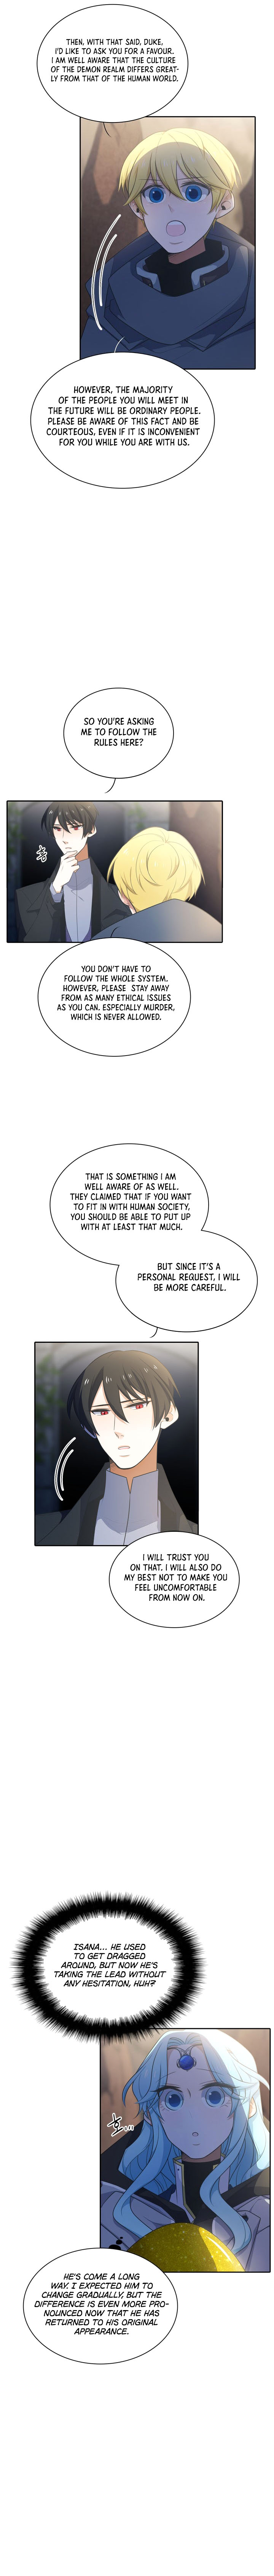 THEN, WITH THAT SAID, DUKE,
I'D LIKE TO ASK YOU FOR A FAVOUR.
I AM WELL AWARE THAT THE CULTURE
OF THE DEMON REALM DIFFERS GREAT-
LY FROM THAT OF THE HUMAN WORLD.
HOWEVER, THE MAJORITY
OF THE PEOPLE YOU WILL MEET IN
THE FUTURE WILL BE ORDINARY PEOPLE.
PLEASE BE AWARE OF THIS FACT AND BE
COURTEOUS, EVEN IF IT IS INCONVENIENT
FOR YOU WHILE YOU ARE WITH US.
SO YOU'RE ASKING
ME TO FOLLOW THE
RULES HERE?
흠
YOU DON'T HAVE TO
FOLLOW THE WHOLE SYSTEM.
HOWEVER, PLEASE STAY AWAY
FROM AS MANY ETHICAL ISSUES
AS YOU CAN. ESPECIALLY MURDER,
WHICH IS NEVER ALLOWED.
THAT IS SOMETHING I AM
WELL AWARE OF AS WELL.
THEY CLAIMED THAT IF YOU WANT
TO FIT IN WITH HUMAN SOCIETY,
YOU SHOULD BE ABLE TO PUT UP
WITH AT LEAST THAT MUCH.
BUT SINCE IT'S A
PERSONAL REQUEST, I WILL
BE MORE CAREFUL.
I WILL TRUST YOU
ON THAT. I WILL ALSO DO
MY BEST NOT TO MAKE YOU
FEEL UNCOMFORTABLE
FROM NOW ON.
ISANA... HE USED
TO GET DRAGGED
AROUND, BUT NOW HE'S
TAKING THE LEAD WITHOUT
ANY HESITATION, HUH?
호...
HE'S COME A LONG
WAY. I EXPECTED HIM TO
CHANGE GRADUALLY, BUT THE
DIFFERENCE IS EVEN MORE PRO-
NOUNCED NOW THAT HE HAS
RETURNED TO HIS ORIGINAL
APPEARANCE.